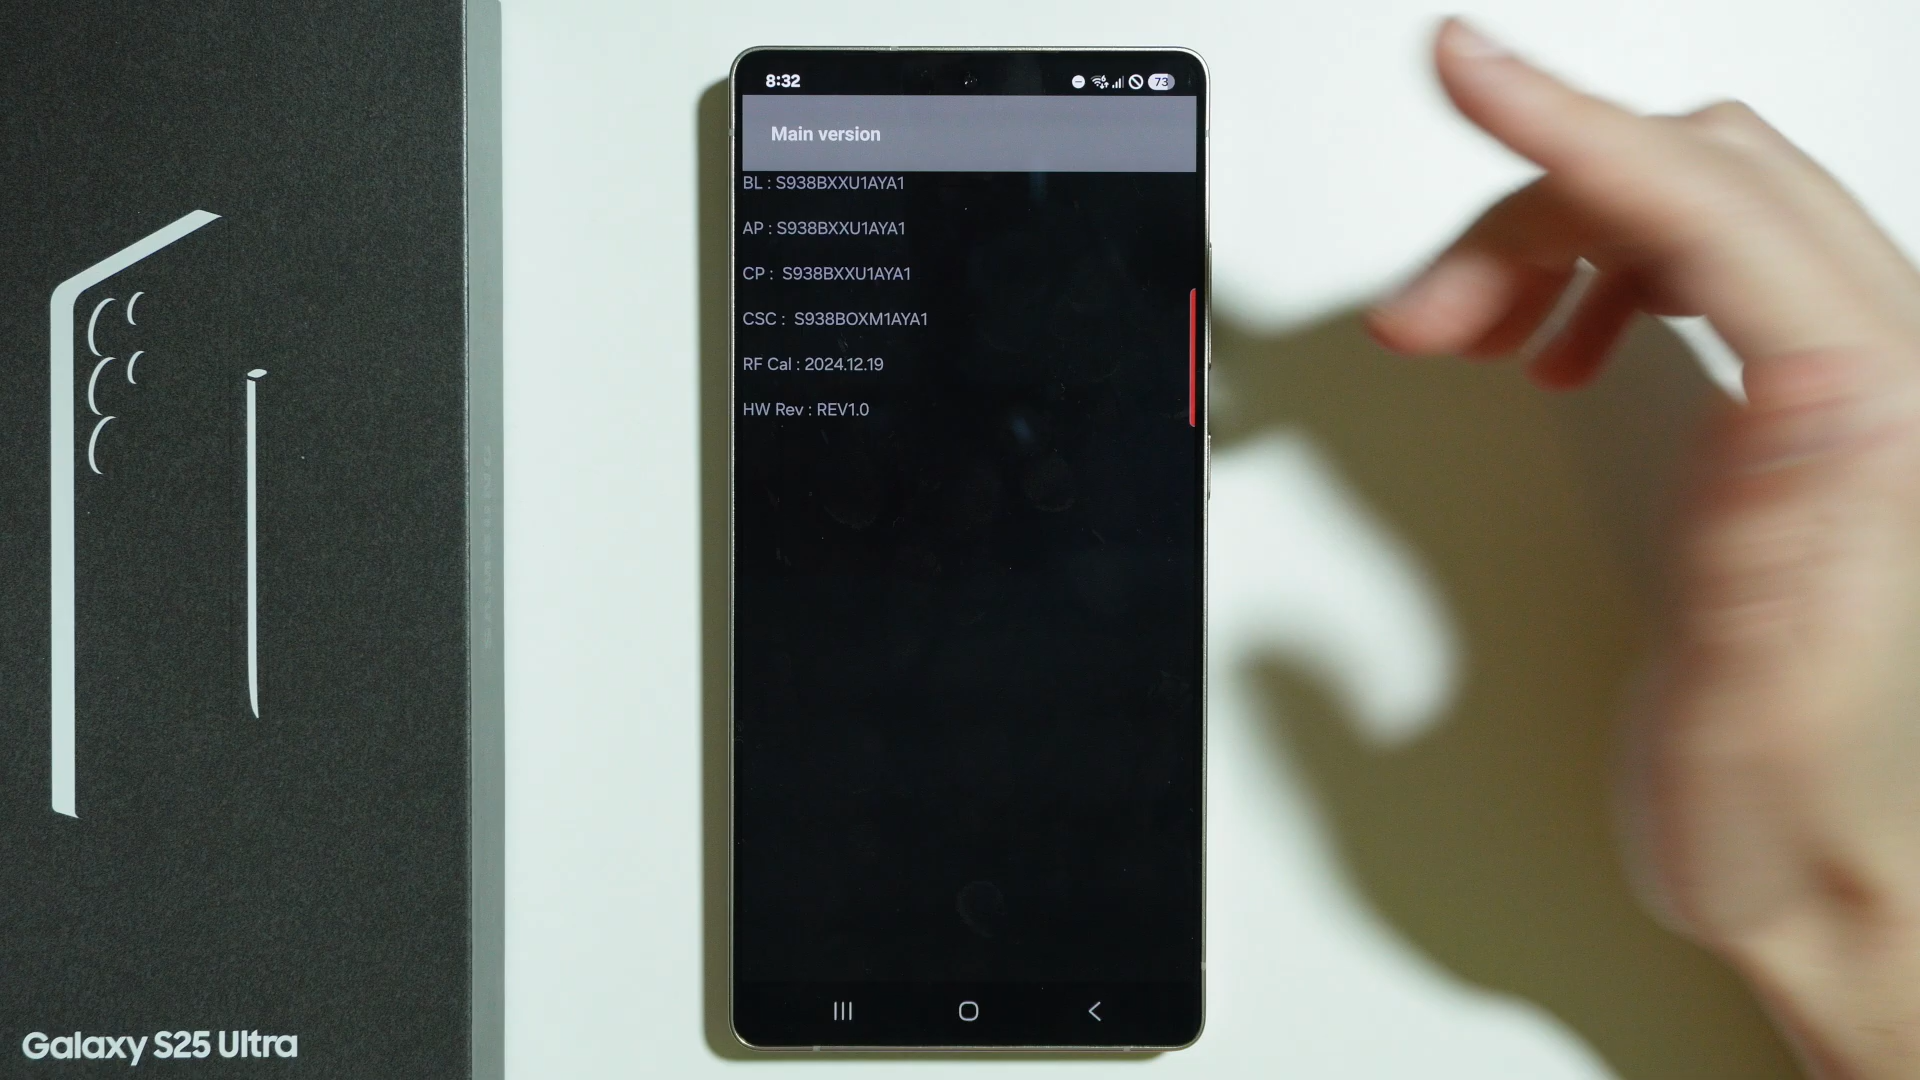 8:32
73
Main version
BL : S938BXXU1AYA1
AP : S938BXXU1AYA1
CP : S938BXXU1AYA1
CSC : S938BOXM1AYA1
RF Cal : 2024.12.19
HW Rev : REV1.0
Galaxy S25 Ultra